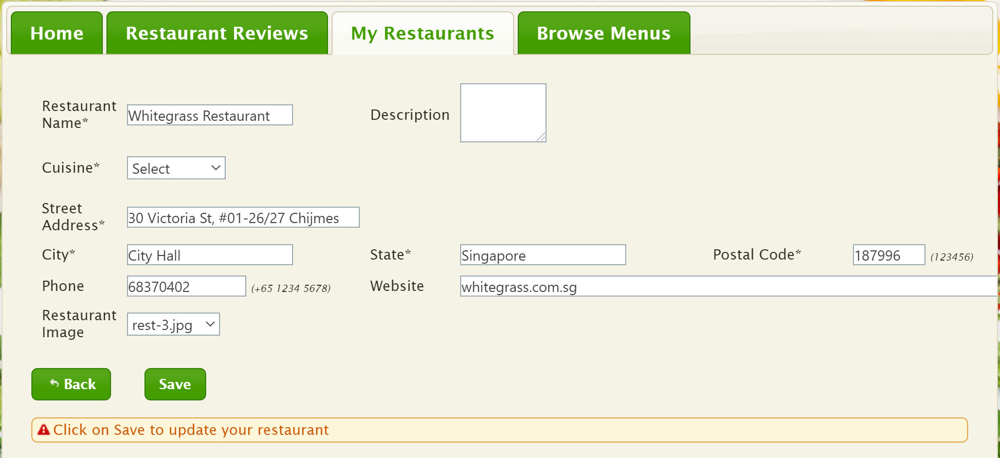 Home Restaurant Reviews My Restaurants Browse Menus
Restaurant Name* Whitegrass Restaurant Description
Cuisine* Select
Street Address* 30 Victoria St, #01-26/27 Chijmes
City* City Hall State* Singapore Postal Code* 187996 (123456)
Phone 68370402 (+65 1234 5678) Website whitegrass.com.sg
Restaurant Image rest-3.jpg
Back Save
Click on Save to update your restaurant